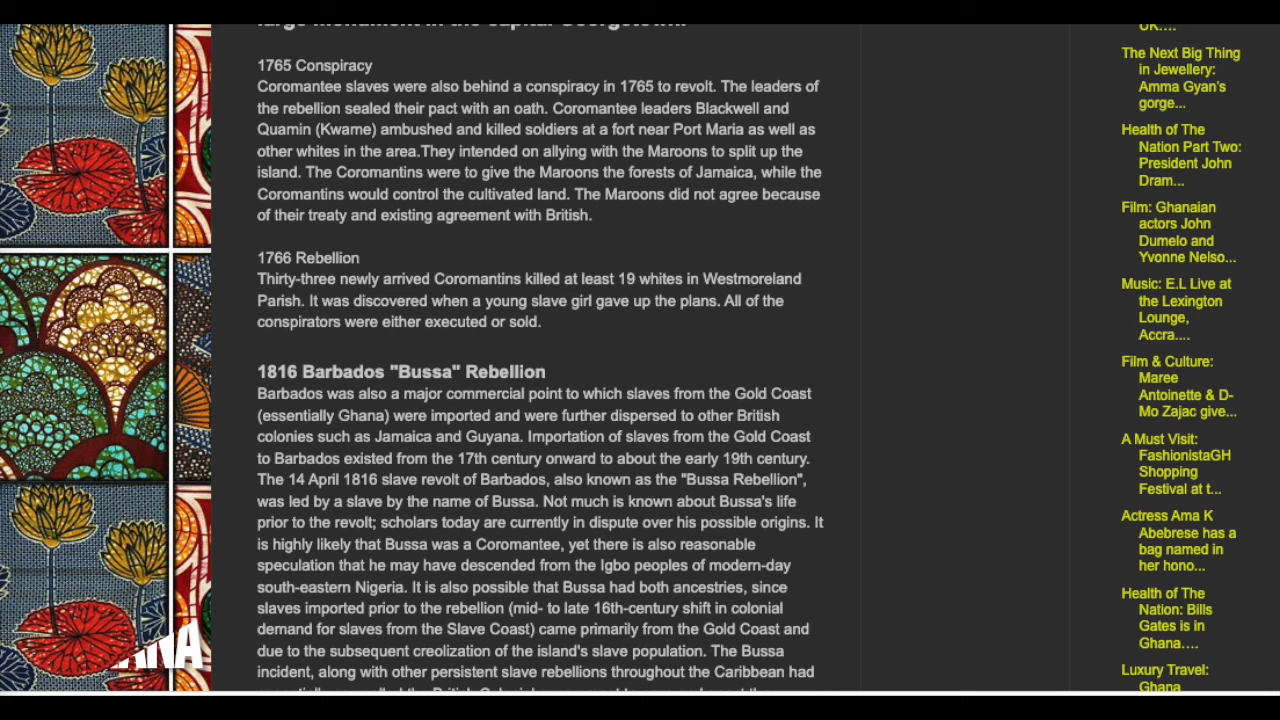 large monument in the capital Georgetown.
1765 Conspiracy
Coromantee slaves were also behind a conspiracy in 1765 to revolt. The leaders of
the rebellion sealed their pact with an oath. Coromantee leaders Blackwell and
Quamin (Kwame) ambushed and killed soldiers at a fort near Port Maria as well as
other whites in the area.They intended on allying with the Maroons to split up the
island. The Coromantins were to give the Maroons the forests of Jamaica, while the
Coromantins would control the cultivated land. The Maroons did not agree because
of their treaty and existing agreement with British.
1766 Rebellion
Thirty-three newly arrived Coromantins killed at least 19 whites in Westmoreland
Parish. It was discovered when a young slave girl gave up the plans. All of the
conspirators were either executed or sold.
1816 Barbados "Bussa" Rebellion
Barbados was also a major commercial point to which slaves from the Gold Coast
(essentially Ghana) were imported and were further dispersed to other British
colonies such as Jamaica and Guyana. Importation of slaves from the Gold Coast
to Barbados existed from the 17th century onward to about the early 19th century.
The 14 April 1816 slave revolt of Barbados, also known as the "Bussa Rebellion",
was led by a slave by the name of Bussa. Not much is known about Bussa's life
prior to the revolt; scholars today are currently in dispute over his possible origins. It
is highly likely that Bussa was a Coromantee, yet there is also reasonable
speculation that he may have descended from the Igbo peoples of modern-day
south-eastern Nigeria. It is also possible that Bussa had both ancestries, since
slaves imported prior to the rebellion (mid- to late 16th-century shift in colonial
demand for slaves from the Slave Coast) came primarily from the Gold Coast and
due to the subsequent creolization of the island's slave population. The Bussa
incident, along with other persistent slave rebellions throughout the Caribbean had
UK....
The Next Big Thing
in Jewellery:
Amma Gyan's
gorge...
Health of The
Nation Part Two:
President John
Dram...
Film: Ghanaian
actors John
Dumelo and
Yvonne Nelso...
Music: E.L Live at
the Lexington
Lounge,
Accra....
Film & Culture:
Maree
Antoinette & D-
Mo Zajac give...
A Must Visit:
FashionistaGH
Shopping
Festival at t...
Actress Ama K
Abebrese has a
bag named in
her hono...
Health of The
Nation: Bills
Gates is in
Ghana....
Luxury Travel:
Ghana